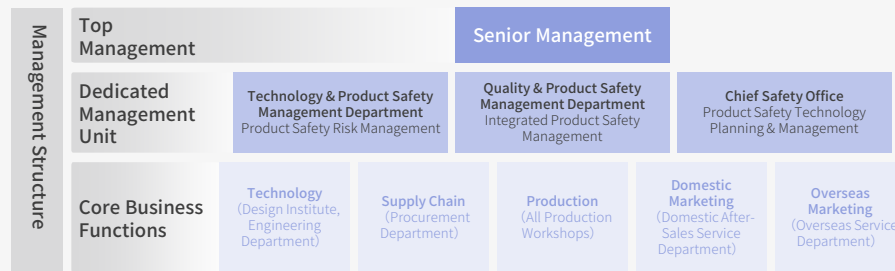 Management Structure
Top
Management
Senior Management
Dedicated
Management
Unit
Technology & Product Safety
Management Department
Product Safety Risk Management
Quality & Product Safety
Management Department
Integrated Product Safety
Management
Chief Safety Office
Product Safety Technology
Planning & Management
Core Business
Functions
Technology
(Design Institute,
Engineering
Department)
Supply Chain
(Procurement
Department)
Production
(All Production
Workshops)
Domestic
Marketing
(Domestic After-
Sales Service
Department)
Overseas
Marketing
(Overseas Service
Department)